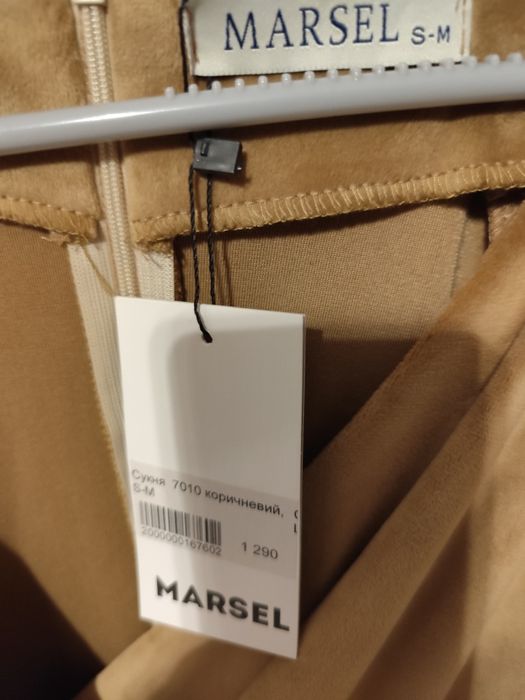 MARSEL S-M
Сукня 7010 коричневий,
S-M
2000000167602
1 290
MARSEL